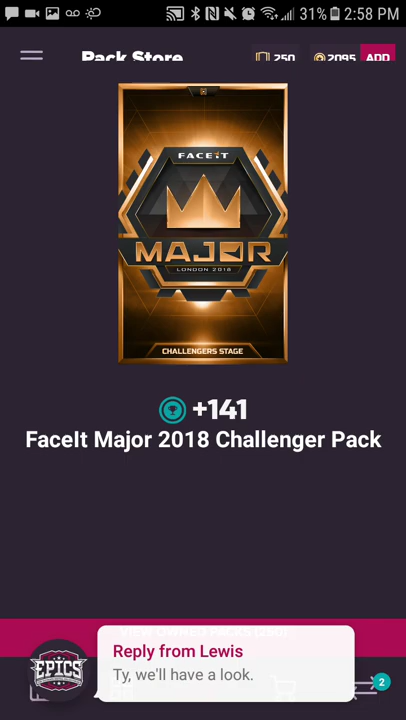 31% 2:58 PM
Pack Store
250
2095
ADD
FACEIT
MAJOR
LONDON 2018
CHALLENGERS STAGE
+141
FaceIt Major 2018 Challenger Pack
EPICS
Reply from Lewis
Ty, we'll have a look.
2